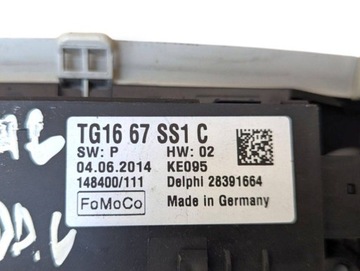 TG16 67 SS1 C
SW: P HW: 02
04.06.2014 KE095
148400/111 Delphi 28391664
FoMoCo Made in Germany